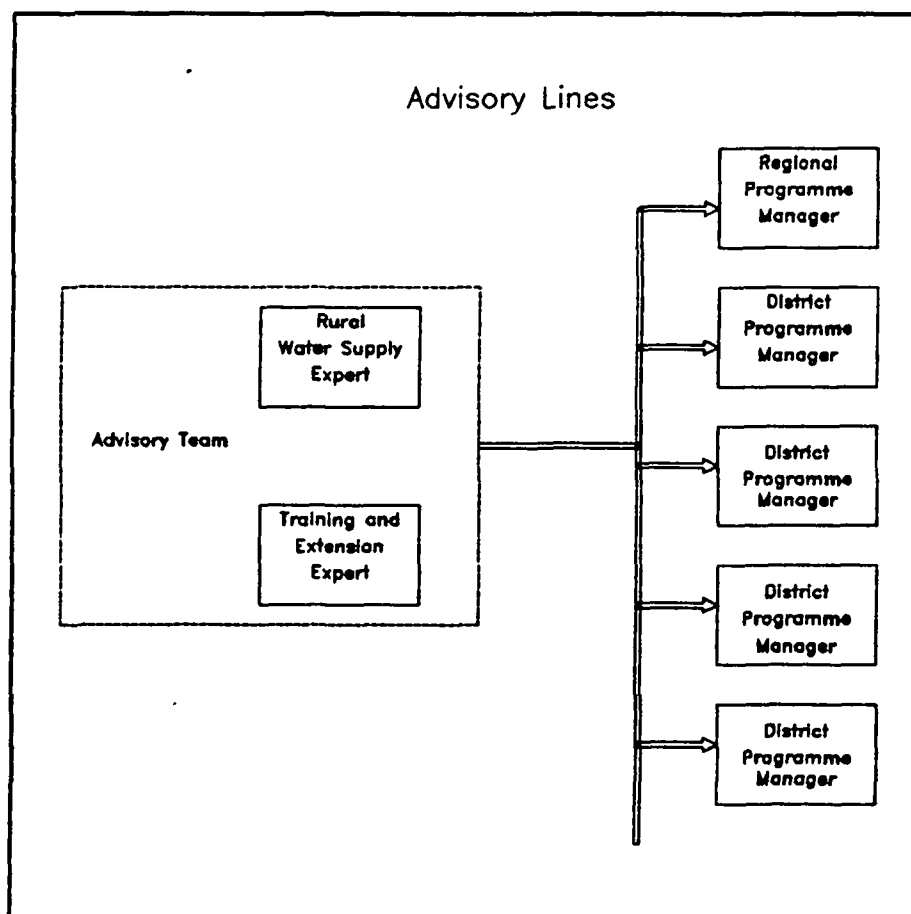 Advisory Lines
Regional
Programme
Manager
District
Programme
Manager
Rural
Water Supply
Expert
Advisory Team
District
Programme
Manager
Training and
Extension
Expert
District
Programme
Manager
District
Programme
Manager